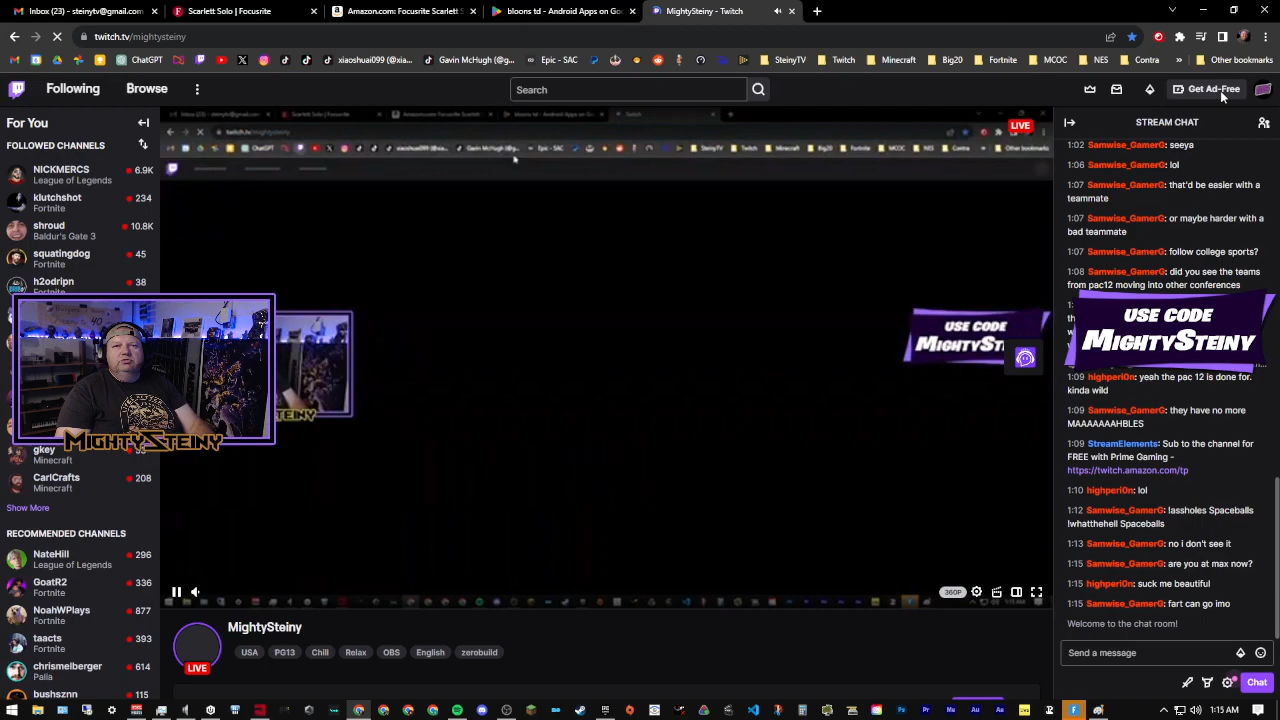 (23) - steinytv@gmail.com
Scarlett Solo | Focusrite
Amazon.com: Focusrite Scarlett S
bloons td - Android Apps on Goo
MightySteiny - Twitch
twitch.tv/mightysteiny
ChatGPT
xiaoshuai099 (@xia...
Gavin McHugh (@g...
Epic - SAC
SteinyTV
Twitch
Minecraft
Big20
Fortnite
MCOC
NES
Contra
Other bookmarks
Following
Browse
Search
Get Ad-Free
For You
FOLLOWED CHANNELS
NICKMERCS 6.9K
League of Legends
klutchshot 234
Fortnite
shroud 10.8K
Baldur's Gate 3
squatingdog 45
Fortnite
h2odripn 38
Fortnite
gkey
Minecraft
CarlCrafts 208
Minecraft
Show More
RECOMMENDED CHANNELS
NateHill 296
League of Legends
GoatR2 336
Fortnite
NoahWPlays 877
Fortnite
taacts 393
Fortnite
chrismelberger 614
Palia
bushsznn 115
MIGHTYSTEINY
LIVE
twitch.tv/mightysteiny
USE CODE
360P
MightySteiny
USA
PG13
Chill
Relax
OBS
English
zerobuild
LIVE
STREAM CHAT
1:02 Samwise_GamerG: seeya
1:06 Samwise_GamerG: lol
1:07 Samwise_GamerG: that'd be easier with a
teammate
1:07 Samwise_GamerG: or maybe harder with a
bad teammate
1:07 Samwise_GamerG: follow college sports?
1:08 Samwise_GamerG: did you see the teams
from pac12 moving into other conferences
USE CODE
MIGHTYSTEINY
1:09 highperi0n: yeah the pac 12 is done for.
kinda wild
1:09 Samwise_GamerG: they have no more
MAAAAAAAHBLES
1:09 StreamElements: Sub to the channel for
FREE with Prime Gaming -
https://twitch.amazon.com/tp
1:10 highperi0n: lol
1:12 Samwise_GamerG: !assholes Spaceballs
!whatthehell Spaceballs
1:13 Samwise_GamerG: no i don't see it
1:15 Samwise_GamerG: are you at max now?
1:15 highperi0n: suck me beautiful
1:15 Samwise_GamerG: fart can go imo
Welcome to the chat room!
Send a message
Chat
1:15 AM